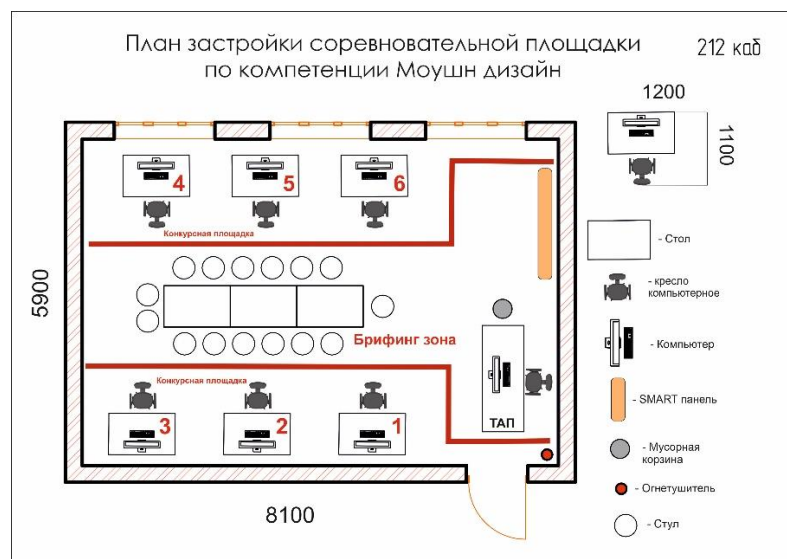 План застройки соревновательной площадки
по компетенции Моушн дизайн
212 каб
1200
1100
4
5
6
Конкурсная площадка
5900
Брифинг зона
Конкурсная площадка
3
2
1
ТАП
8100
- Стол
- кресло
компьютерное
- Компьютер
- SMART панель
- Мусорная
корзина
- Огнетушитель
- Стул